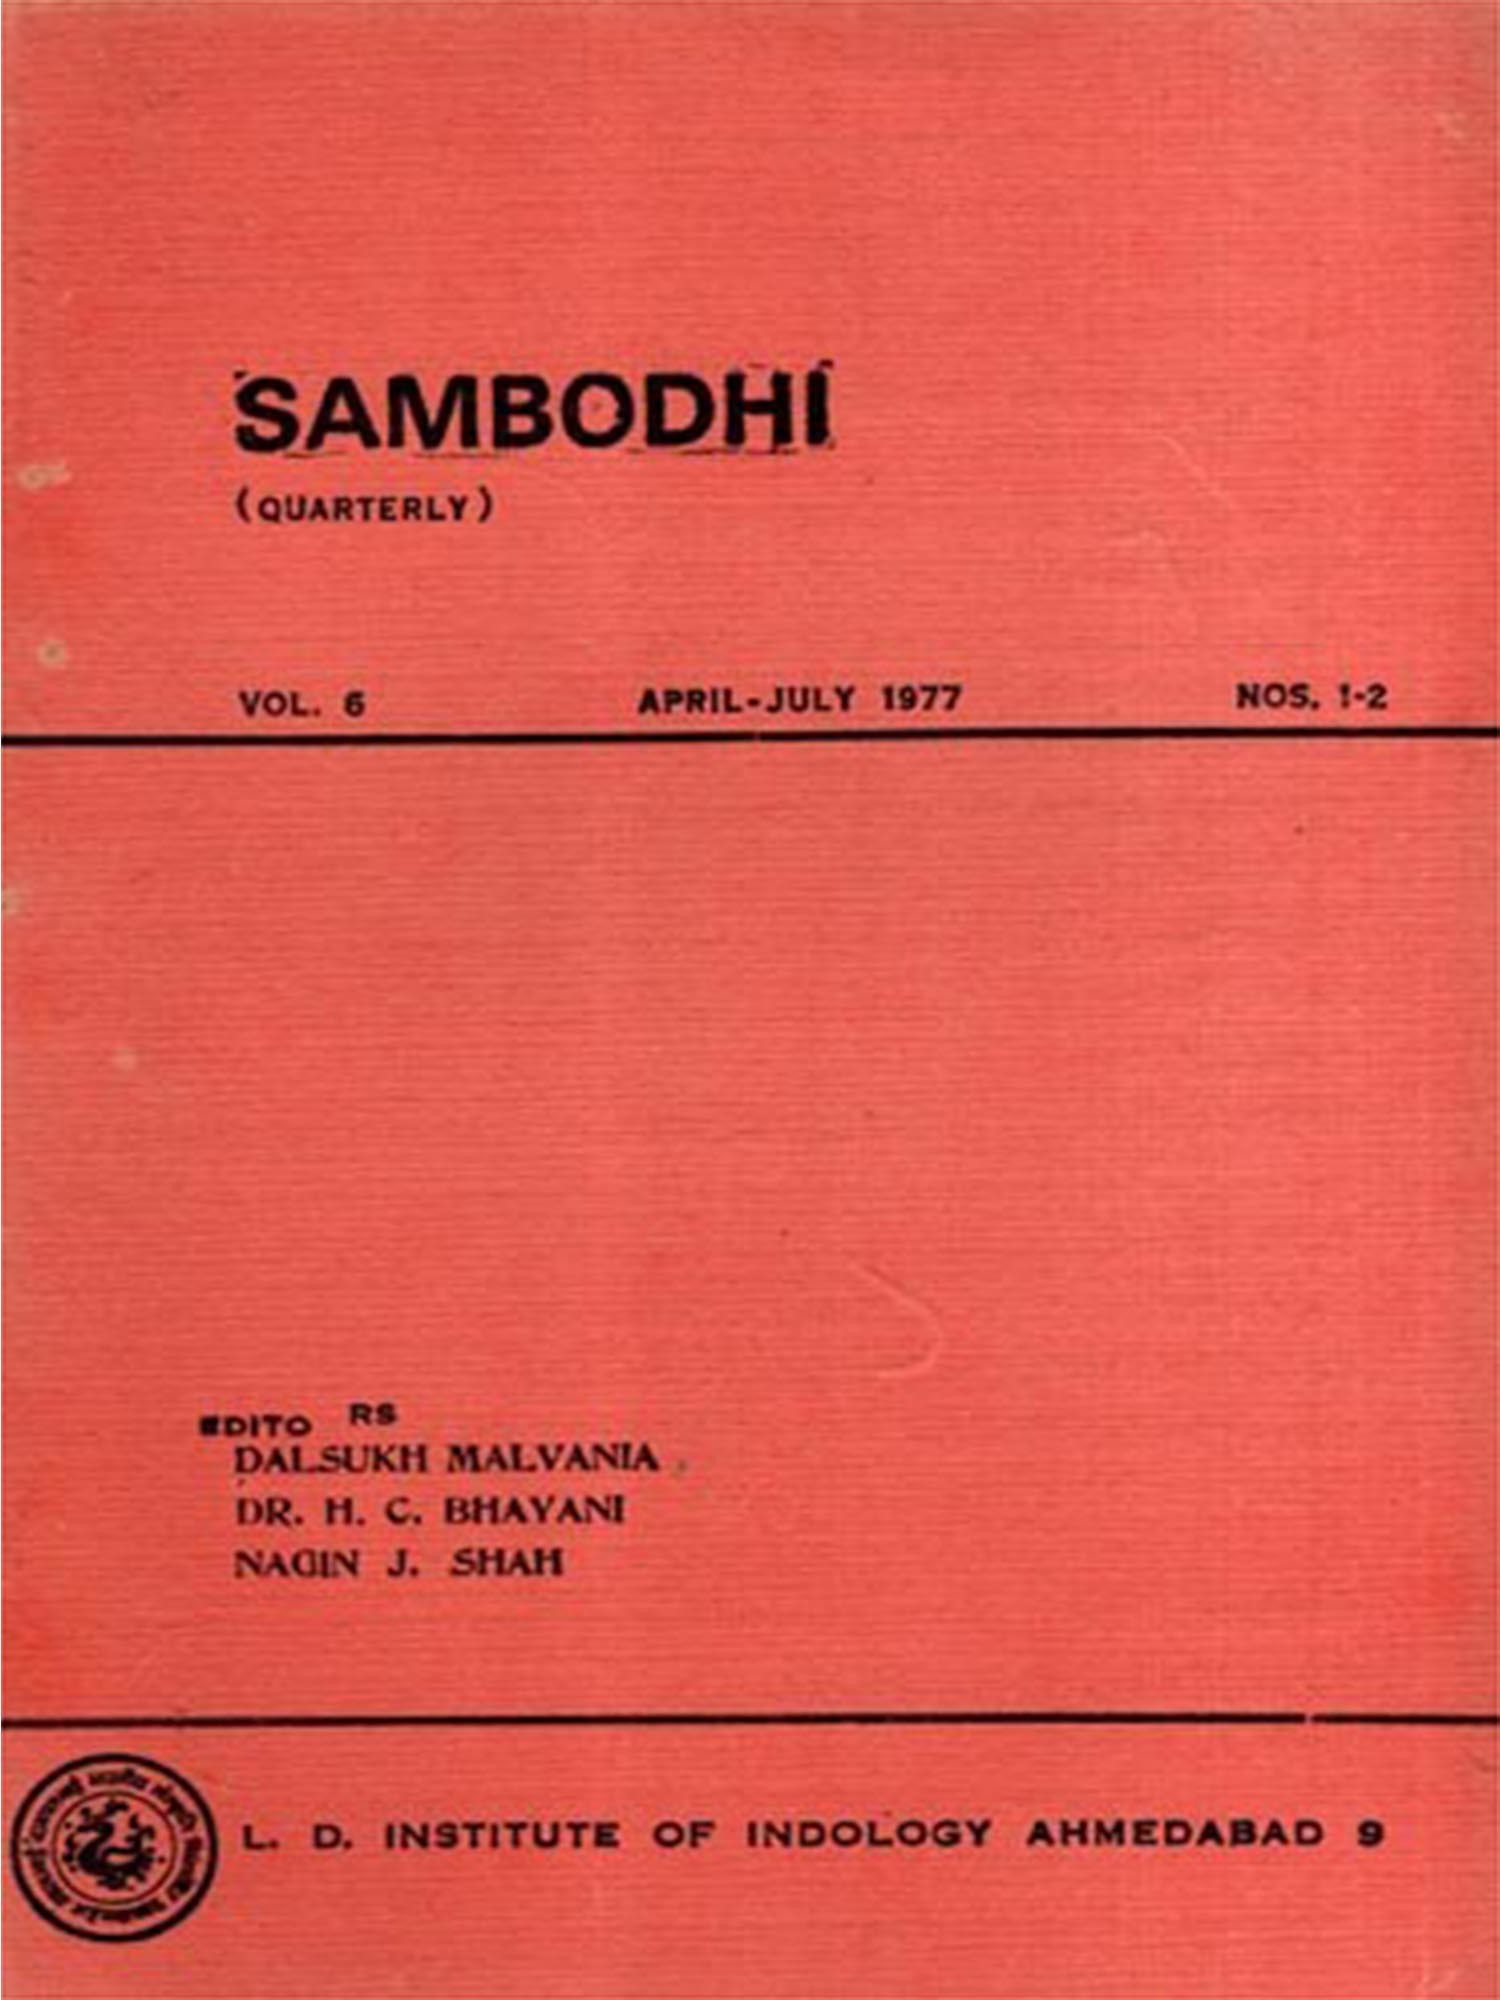 SAMBODHI
(QUARTERLY)
VOL. 6 APRIL-JULY 1977 NOS. 1-2
EDITO RS
DALSUKH MALVANIA
DR. H. C. BHAYANI
NAGIN J. SHAH
L. D. INSTITUTE OF INDOLOGY AHMEDABAD 9